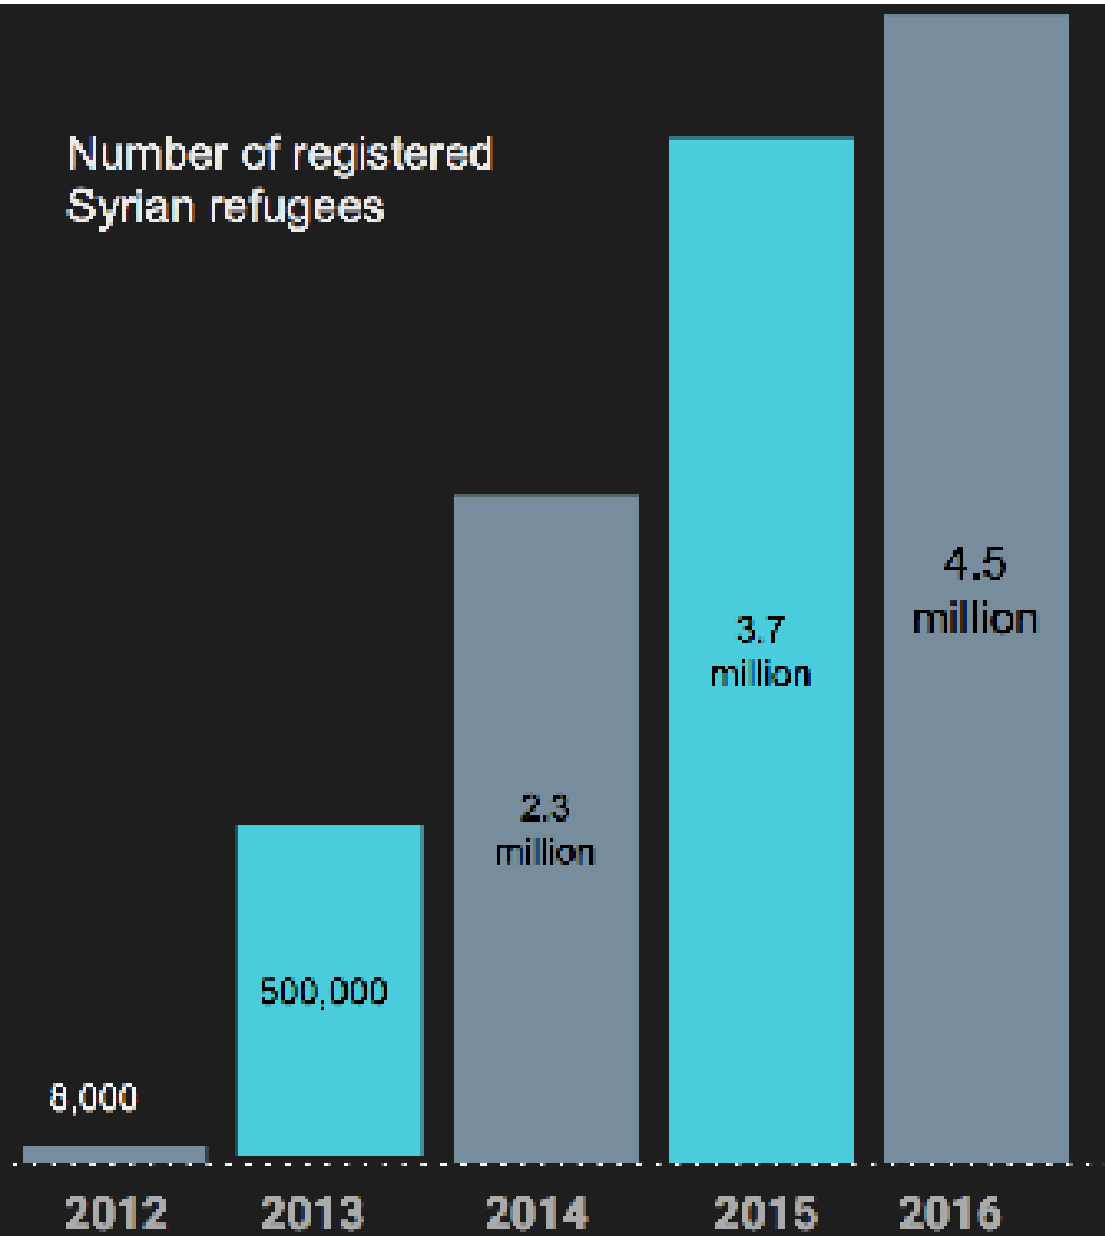 Number of registered
Syrian refugees
4.5
million
3.7
million
2.3
million
500,000
8,000
2012 2013 2014 2015 2016